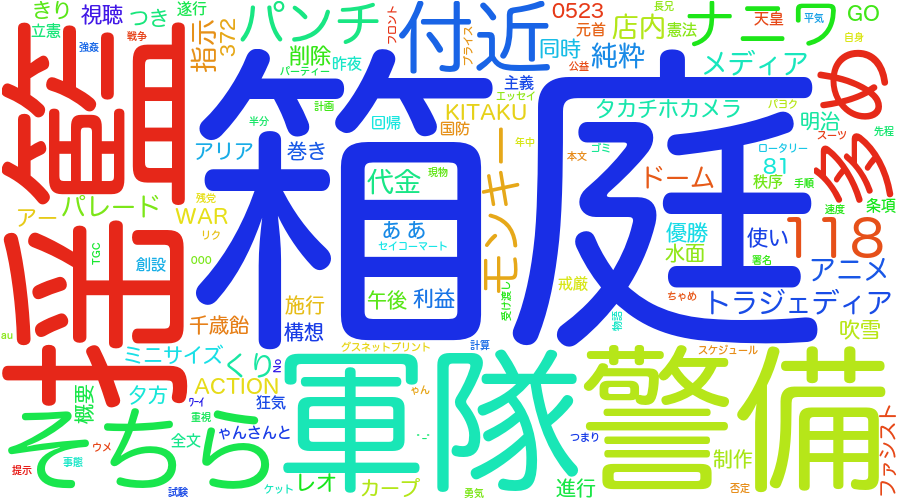 きり
視聴
つき
遂行
パンチ
付近
0523
店内
ナニワ
天皇
GO
長兄
平気
立憲
強姦
戦争
指示
372
削除
昨夜
パーティー
フロント
プライス
同時
元首
憲法
純粋
公益
自身
籃
箱庭
多め
メディア
主義
エッセイ
計画
KITAKU
タカチホカメラ
パヨク
明治
スーツ
先程
半分
回帰
国防
年中
本文
ゴミ
ロータリー
アリア
巻き
81
秩序
手順
ドーム
代金
現物
モンキー
残党
速度
条項
パレード
アー
WAR
リク
ああ
セイコーマート
優勝
水面
使い
118
TGC
創設
ooo
署名
アニメ
揺
施行
午後
利益
受け渡し
戒厳
ちゃめ
トラジェディア
物語
吹雪
au
千歳飴
構想
ミニサイズ
くり
グスネットプリント
計算
スケジュール
No
軍隊
警備
概要
夕方
ACTION
ゃん
ﾜｰｲ
狂気
そちら
重視
ゃんさんと
全文
･_･
つまり
ファシスト
ウメ
提示
事態
制作
試験
ケット
レオ
カープ
勇気
進行
否定